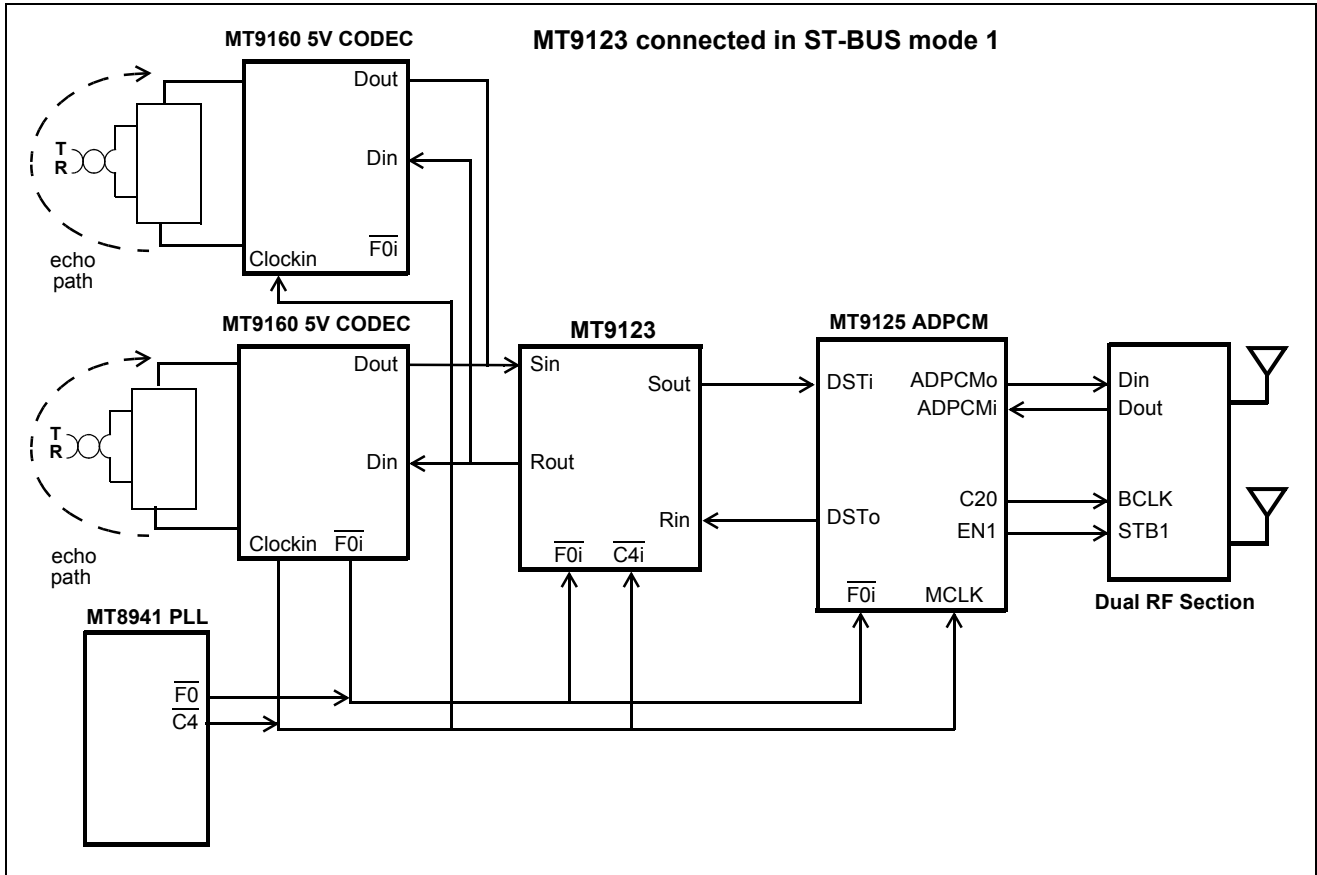 MT9123 connected in ST-BUS mode 1
MT9160 5V CODEC
Dout
Din
F0i
Clockin
T
R
echo
path
MT9160 5V CODEC
Dout
Din
Clockin
F0i
T
R
echo
path
MT9123
Sin
Sout
Rout
Rin
F0i
C4i
MT9125 ADPCM
DSTi
ADPCMo
ADPCMi
C20
DSTo
EN1
F0i
MCLK
Din
Dout
BCLK
STB1
Dual RF Section
MT8941 PLL
F0
C4